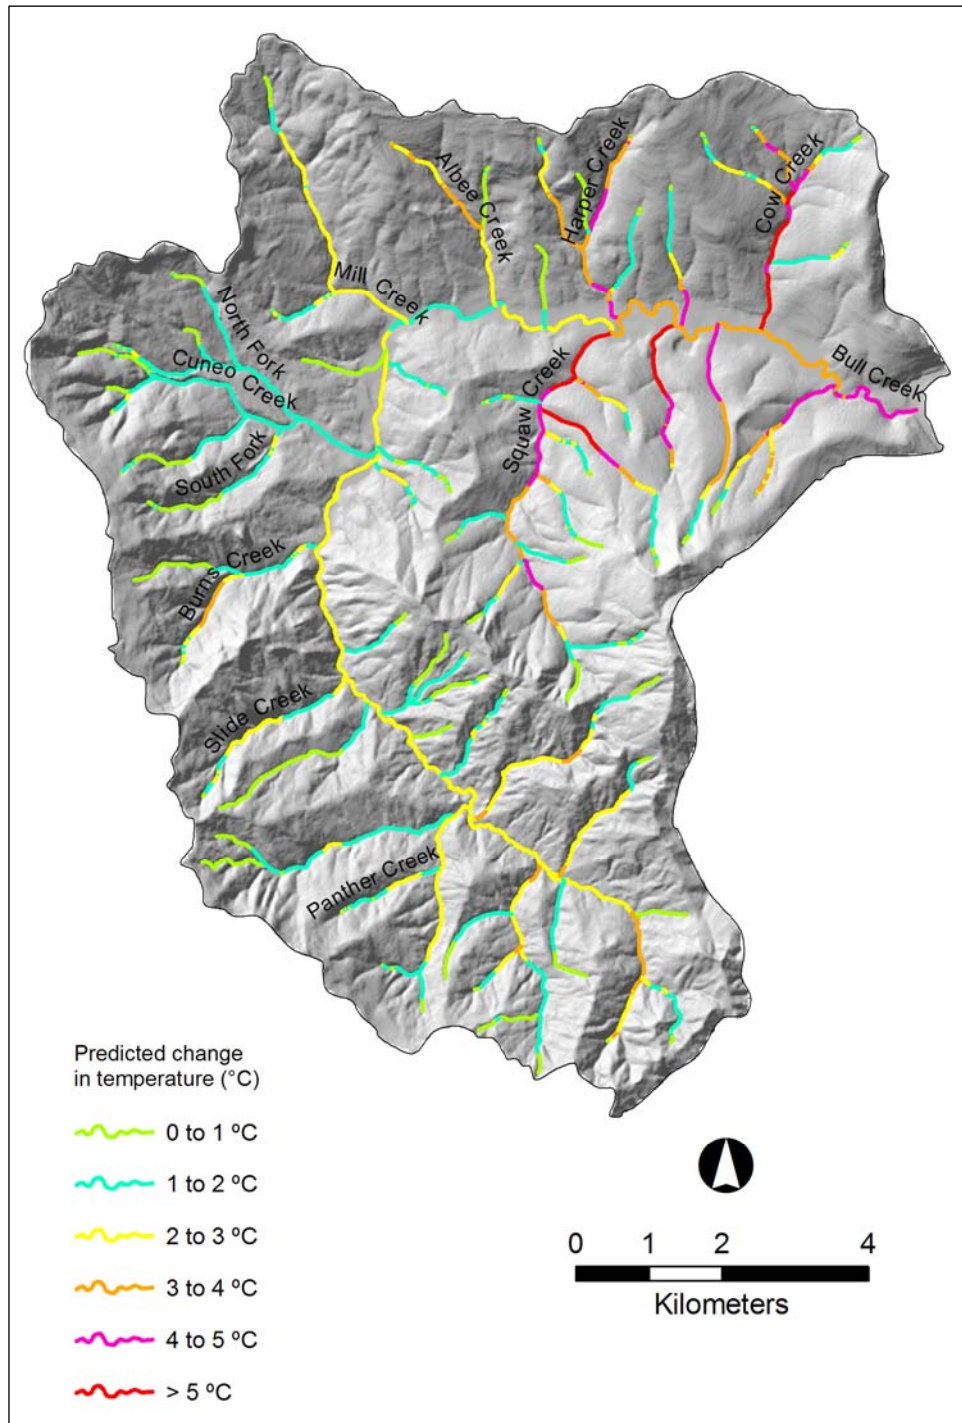 Albee Creek
Harper Creek
Cow Creek
Mill Creek
North Fork
Cuneo Creek
Squaw Creek
Bull Creek
South Fork
Burns Creek
Slide Creek
Panther Creek
Predicted change
in temperature (°C)
0 to 1 ºC
1 to 2 ºC
2 to 3 ºC
3 to 4 ºC
4 to 5 ºC
> 5 ºC
0 1 2 4
Kilometers